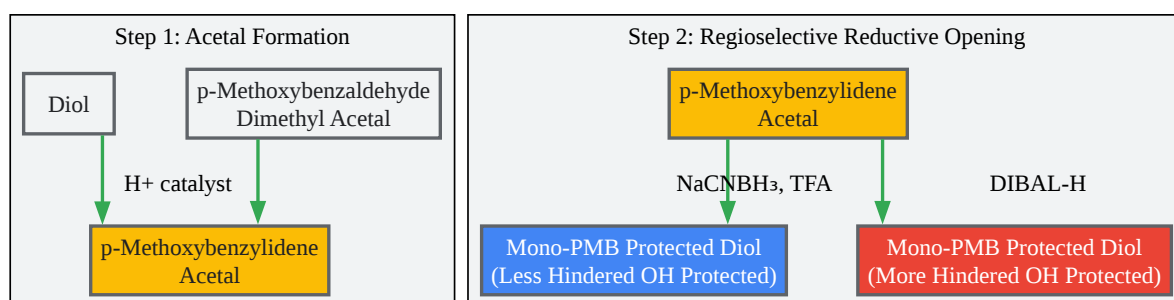 Step 1: Acetal Formation
Diol
p-Methoxybenzaldehyde
Dimethyl Acetal
H+ catalyst
p-Methoxybenzylidene
Acetal
Step 2: Regioselective Reductive Opening
p-Methoxybenzylidene
Acetal
NaCNBH₃, TFA
DIBAL-H
Mono-PMB Protected Diol
(Less Hindered OH Protected)
Mono-PMB Protected Diol
(More Hindered OH Protected)